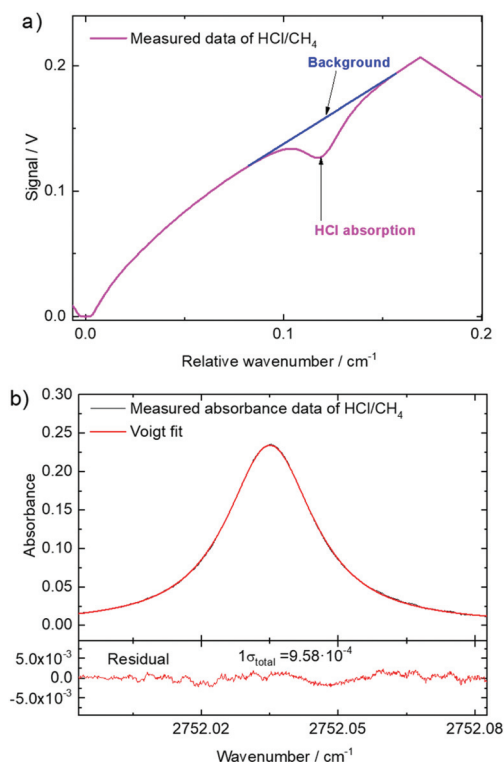 a)
Measured data of HCl/CH₄
Background
HCl absorption
0.2
0.1
0.0
Signal / V
0.0
0.1
0.2
Relative wavenumber / cm⁻¹
b)
Measured absorbance data of HCl/CH₄
Voigt fit
0.30
0.25
0.20
0.15
0.10
0.05
0.00
Absorbance
Residual
1σtotal =9.58·10⁻⁴
5.0x10⁻³
0.0
-5.0x10⁻³
2752.02
2752.05
2752.08
Wavenumber / cm⁻¹